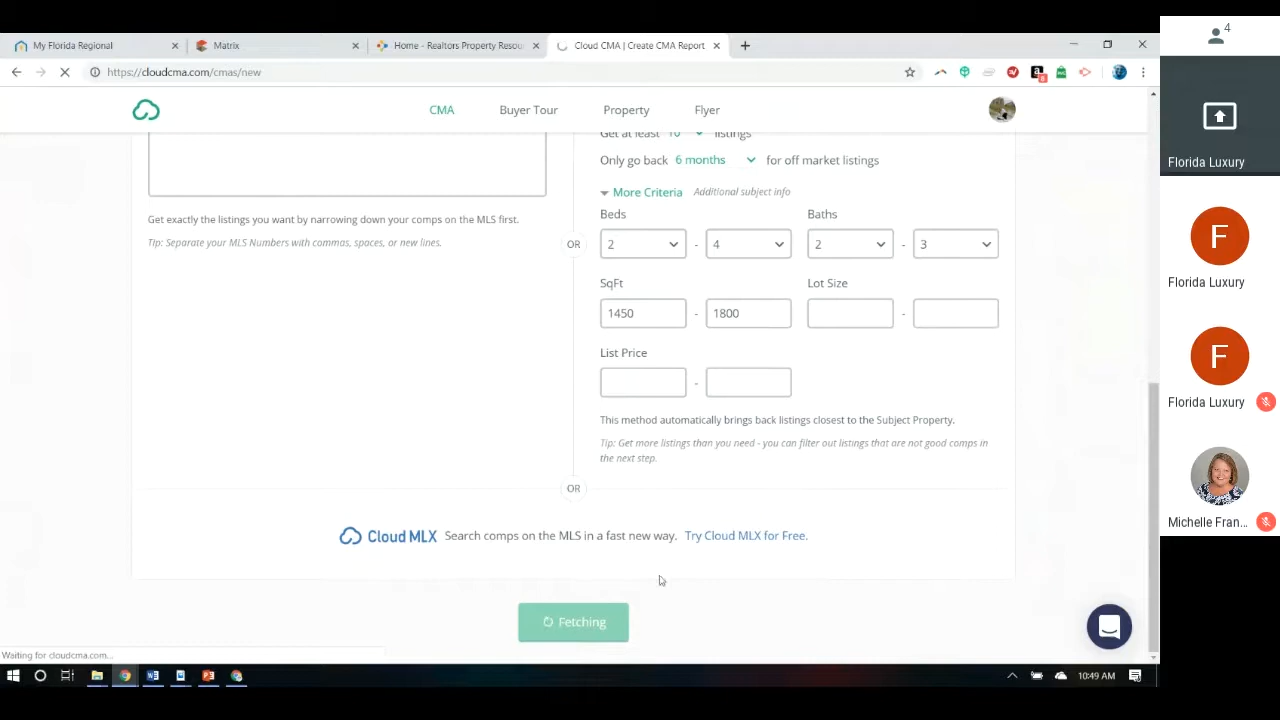 My Florida Regional
Matrix
Home - Realtors Property Resou
Cloud CMA | Create CMA Report
https://cloudcma.com/cmas/new
CMA
Buyer Tour
Property
Flyer
Get at least 10 listings
Only go back 6 months for off market listings
More Criteria Additional subject info
Beds
Baths
2 - 4
2 - 3
SqFt
Lot Size
1450 - 1800
-
List Price
-
This method automatically brings back listings closest to the Subject Property.
Tip: Get more listings than you need - you can filter out listings that are not good comps in
the next step.
Get exactly the listings you want by narrowing down your comps on the MLS first.
Tip: Separate your MLS Numbers with commas, spaces, or new lines.
OR
OR
Cloud MLX Search comps on the MLS in a fast new way. Try Cloud MLX for Free.
Fetching
Waiting for cloudcma.com...
10:49 AM
4
Florida Luxury
F
Florida Luxury
F
Florida Luxury
Michelle Fran...